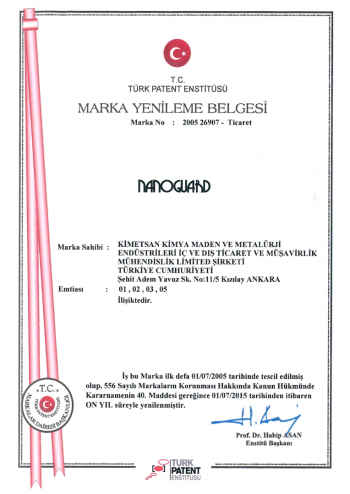 T.C.
TÜRK PATENT ENSTİTÜSÜ
MARKA YENİLEME BELGESİ
Marka No : 2005 26907 - Ticaret
NANOGUARD
Marka Sahibi : KİMETSAN KİMYA MADEN VE METALÜRJİ
ENDÜSTRİLERİ İÇ VE DIŞ TİCARET VE MÜŞAVİRLİK
MÜHENDİSLİK LİMİTED ŞİRKETİ
TÜRKİYE CUMHURİYETİ
Şehit Adem Yavuz Sk. No:11/5 Kızılay ANKARA
Emtiası : 01 , 02 , 03 , 05
İlişiktedir.
İş bu Marka ilk defa 01/07/2005 tarihinde tescil edilmiş
olup, 556 Sayılı Markaların Korunması Hakkında Kanun Hükmünde
Kararnamenin 40. Maddesi gereğince 01/07/2015 tarihinden itibaren
ON YIL süreyle yenilenmiştir.
T.C.
MARKALAR DAİRESİ BAŞKANLIĞI
Prof. Dr. Habip ASAN
Enstitü Başkanı
TÜRK
PATENT
ENSTİTÜSÜ